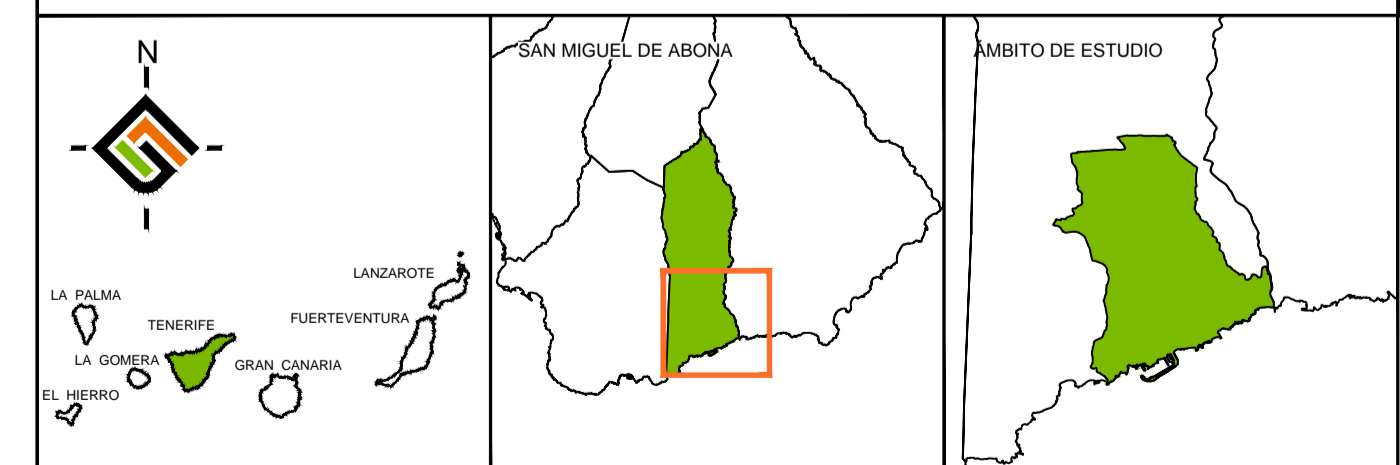 N
LANZAROTE
LA PALMA
FUERTEVENTURA
TENERIFE
LA GOMERA
GRAN CANARIA
EL HIERRO
SAN MIGUEL DE ABONA
ÁMBITO DE ESTUDIO